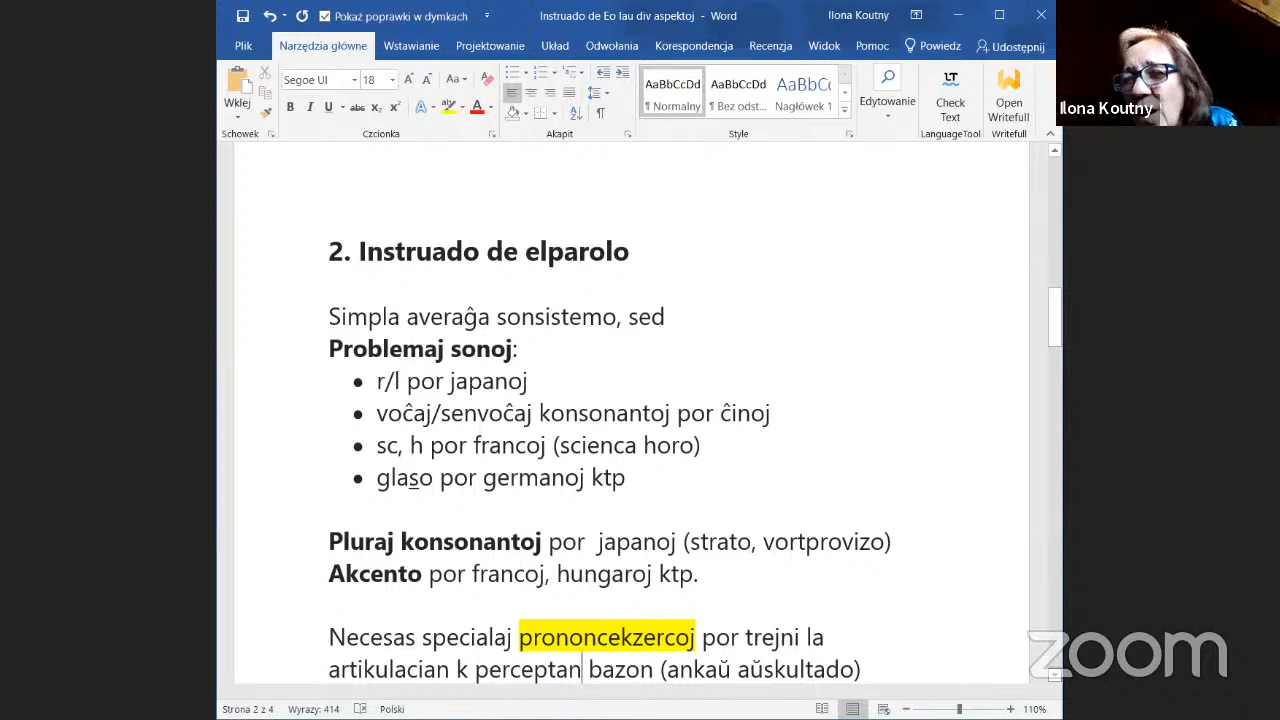 Pokaż poprawki w dymkach
Instruado de Eo lau div aspektoj - Word
Ilona Koutny
Plik Narzędzia główne Wstawianie Projektowanie Układ Odwołania Korespondencja Recenzja Widok Pomoc Powiedz Udostępnij
Wklej
Segoe UI 18
AaBbCcDd AaBbCcDd AaBbCc
¶ Normalny ¶ Bez odst... Nagłówek 1
Edytowanie
Check Text
Open Writefull
Schowek Czcionka Akapit Style LanguageTool Writefull
Ilona Koutny
2. Instruado de elparolo
Simpla averaĝa sonsistemo, sed
Problemaj sonoj:
• r/l por japanoj
• voĉaj/senvoĉaj konsonantoj por ĉinoj
• sc, h por francoj (scienca horo)
• glaso por germanoj ktp
Pluraj konsonantoj por japanoj (strato, vortprovizo)
Akcento por francoj, hungaroj ktp.
Necesas specialaj prononcekzercoj por trejni la
artikulacian k perceptan bazon (ankaŭ aŭskultado)
Strona 2 z 4 Wyrazy: 414 Polski 110%
zoom